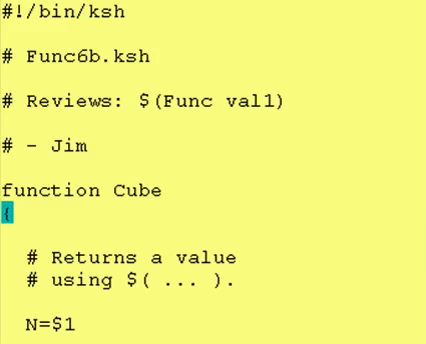 #!/bin/ksh
# Func6b.ksh
# Reviews: $(Func val1)
# - Jim
function Cube
{
# Returns a value
# using $( ... ).
N=$1